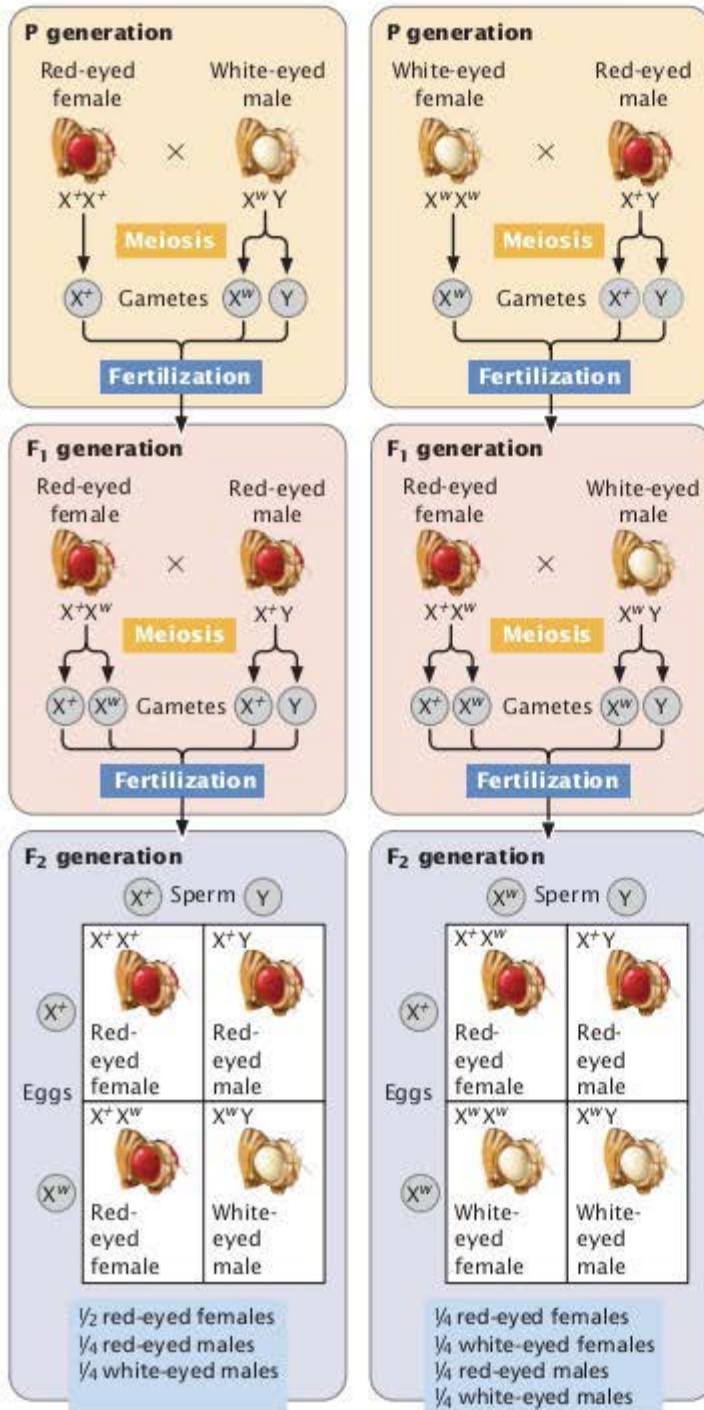 P generation
Red-eyed female
White-eyed male
×
X⁺X⁺
XʷY
Meiosis
X⁺ Gametes Xʷ Y
Fertilization
F₁ generation
Red-eyed female
Red-eyed male
×
X⁺Xʷ
X⁺Y
Meiosis
X⁺ Xʷ Gametes X⁺ Y
Fertilization
F₂ generation
X⁺ Sperm Y
Eggs
X⁺
X⁺X⁺
Red-
eyed
female
X⁺Y
Red-
eyed
male
Xʷ
X⁺Xʷ
Red-
eyed
female
XʷY
White-
eyed
male
½ red-eyed females
¼ red-eyed males
¼ white-eyed males
P generation
White-eyed female
Red-eyed male
×
XʷXʷ
X⁺Y
Meiosis
Xʷ Gametes X⁺ Y
Fertilization
F₁ generation
Red-eyed female
White-eyed male
×
X⁺Xʷ
XʷY
Meiosis
X⁺ Xʷ Gametes Xʷ Y
Fertilization
F₂ generation
Xʷ Sperm Y
Eggs
X⁺
X⁺Xʷ
Red-
eyed
female
X⁺Y
Red-
eyed
male
Xʷ
XʷXʷ
White-
eyed
female
XʷY
White-
eyed
male
¼ red-eyed females
¼ white-eyed females
¼ red-eyed males
¼ white-eyed males